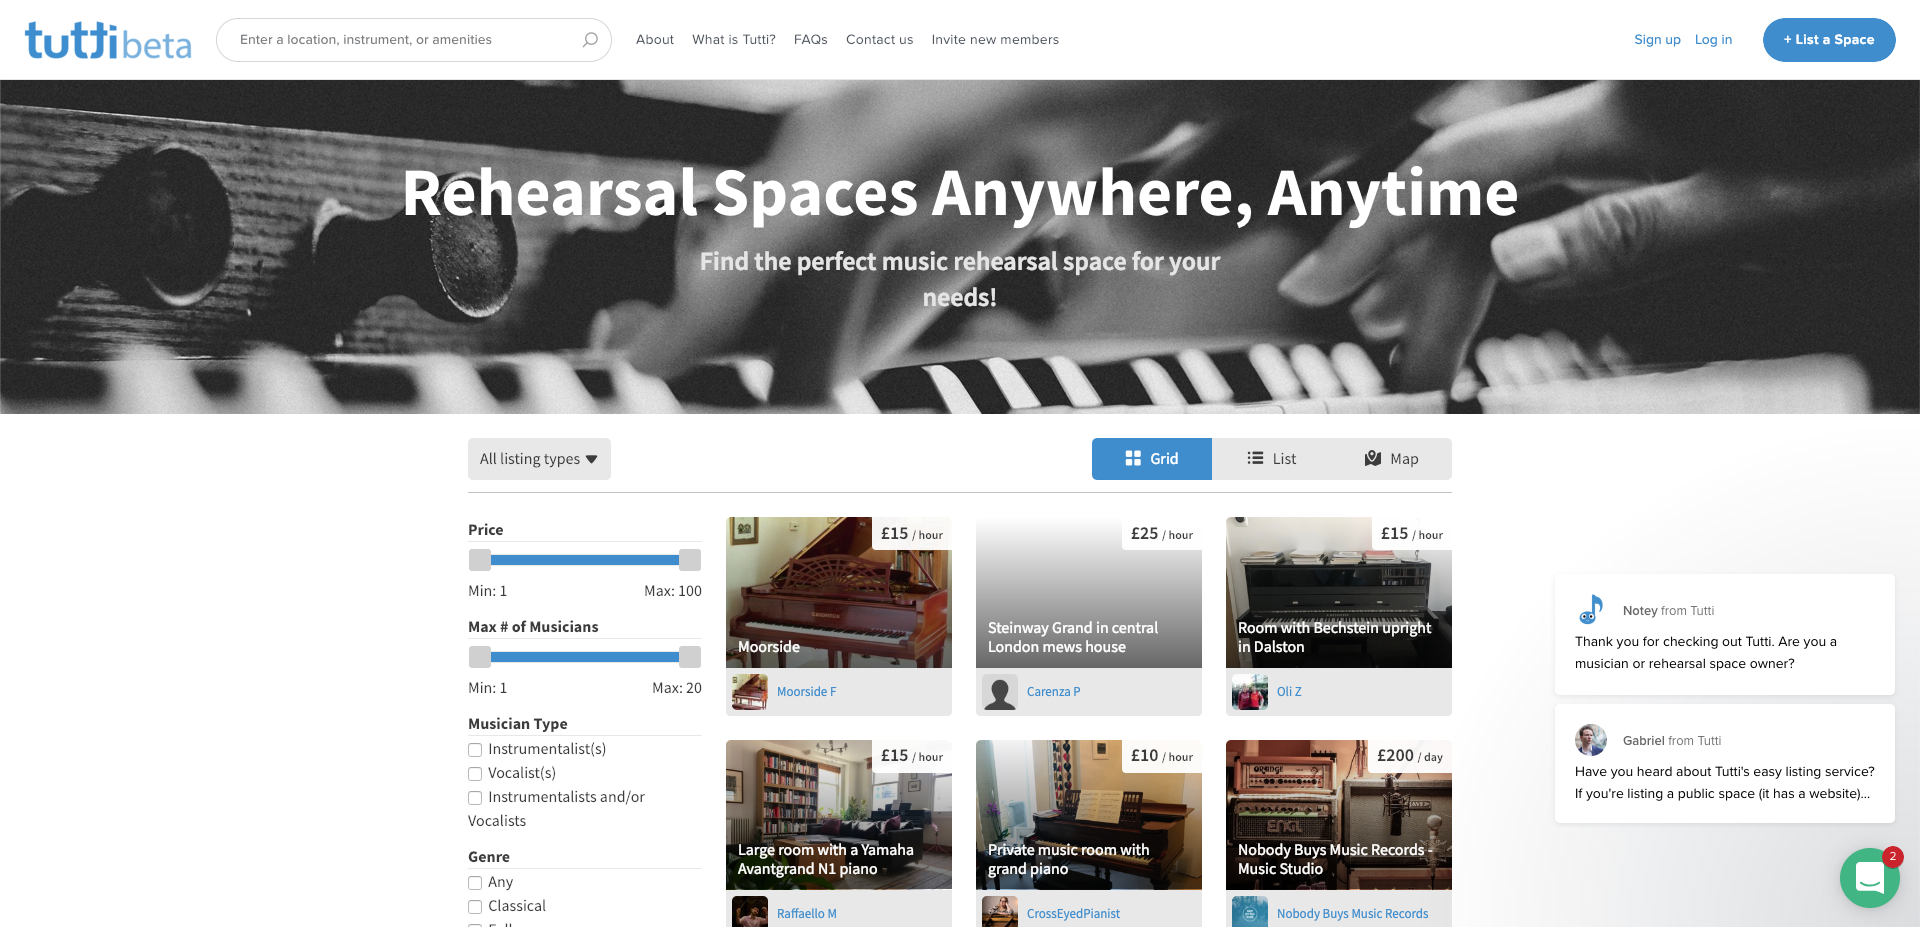 tutti beta
Enter a location, instrument, or amenities
About What is Tutti? FAQs Contact us Invite new members
Sign up Log in
+ List a Space
Rehearsal Spaces Anywhere, Anytime
Find the perfect music rehearsal space for your
needs!
All listing types
Grid List Map
Price
Min: 1 Max: 100
Max # of Musicians
Min: 1 Max: 20
Musician Type
Instrumentalist(s)
Vocalist(s)
Instrumentalists and/or
Vocalists
Genre
Any
Classical
£15 / hour
Moorside
Moorside F
£25 / hour
Steinway Grand in central
London mews house
Carenza P
£15 / hour
Room with Bechstein upright
in Dalston
Oli Z
£15 / hour
Large room with a Yamaha
Avantgrand N1 piano
Raffaello M
£10 / hour
Private music room with
grand piano
CrossEyedPianist
£200 / day
ORANGE
ENGL
Nobody Buys Music Records -
Music Studio
Nobody Buys Music Records
Notey from Tutti
Thank you for checking out Tutti. Are you a
musician or rehearsal space owner?
Gabriel from Tutti
Have you heard about Tutti's easy listing service?
If you're listing a public space (it has a website)...
2